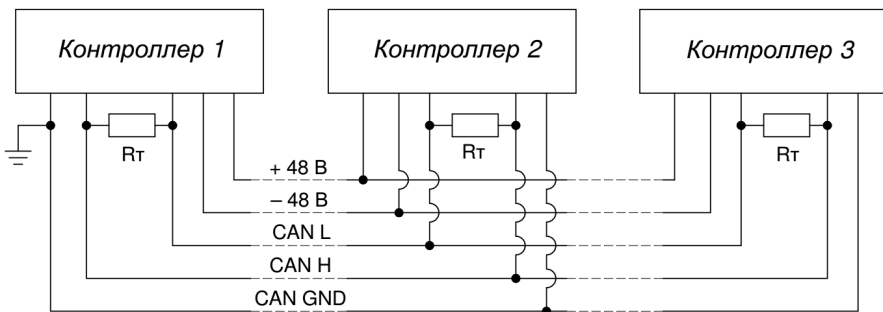 Контроллер 1
Контроллер 2
Контроллер 3
Rт
Rт
Rт
+ 48 В
– 48 В
CAN L
CAN H
CAN GND